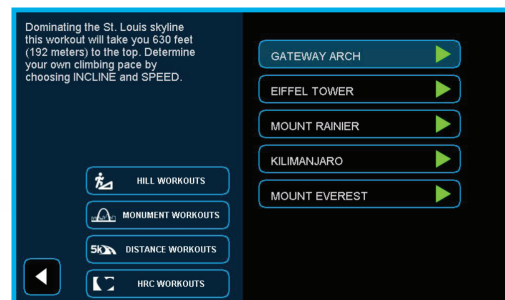 Dominating the St. Louis skyline
this workout will take you 630 feet
(192 meters) to the top. Determine
your own climbing pace by
choosing INCLINE and SPEED.
HILL WORKOUTS
MONUMENT WORKOUTS
5K DISTANCE WORKOUTS
HRC WORKOUTS
GATEWAY ARCH
EIFFEL TOWER
MOUNT RAINIER
KILIMANJARO
MOUNT EVEREST